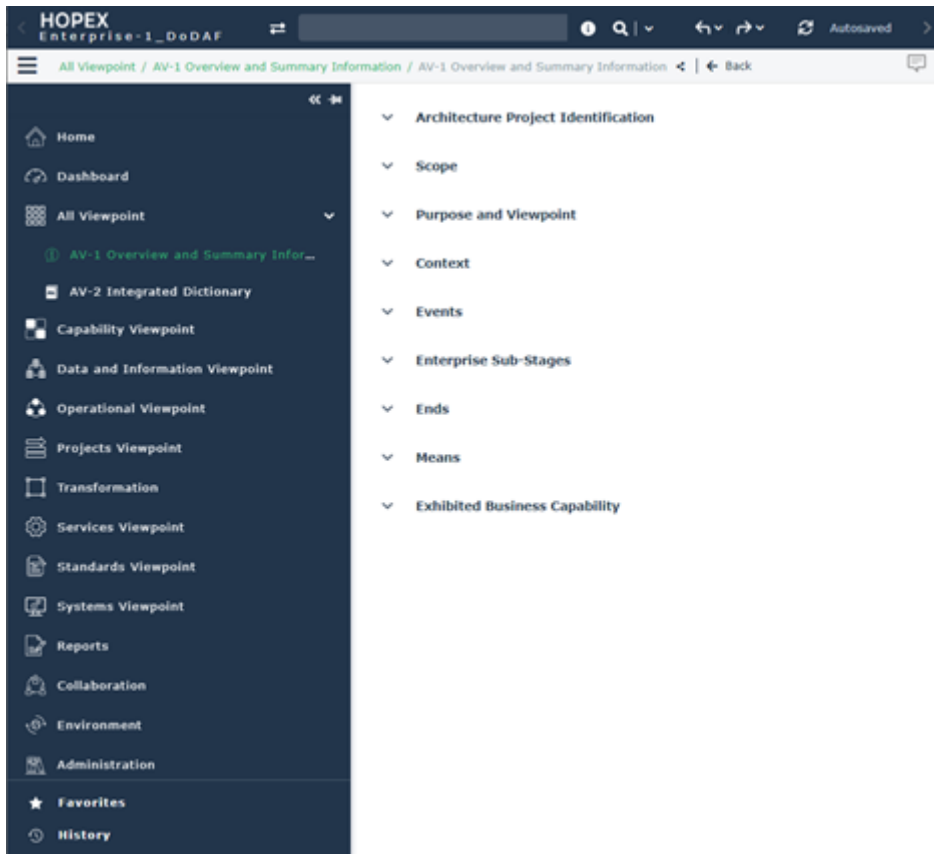 HOPEX
Enterprise-1_DoDAF
Autosaved
All Viewpoint / AV-1 Overview and Summary Information / AV-1 Overview and Summary Information
Back
Home
Dashboard
All Viewpoint
AV-1 Overview and Summary Infor...
AV-2 Integrated Dictionary
Capability Viewpoint
Data and Information Viewpoint
Operational Viewpoint
Projects Viewpoint
Transformation
Services Viewpoint
Standards Viewpoint
Systems Viewpoint
Reports
Collaboration
Environment
Administration
Favorites
History
Architecture Project Identification
Scope
Purpose and Viewpoint
Context
Events
Enterprise Sub-Stages
Ends
Means
Exhibited Business Capability